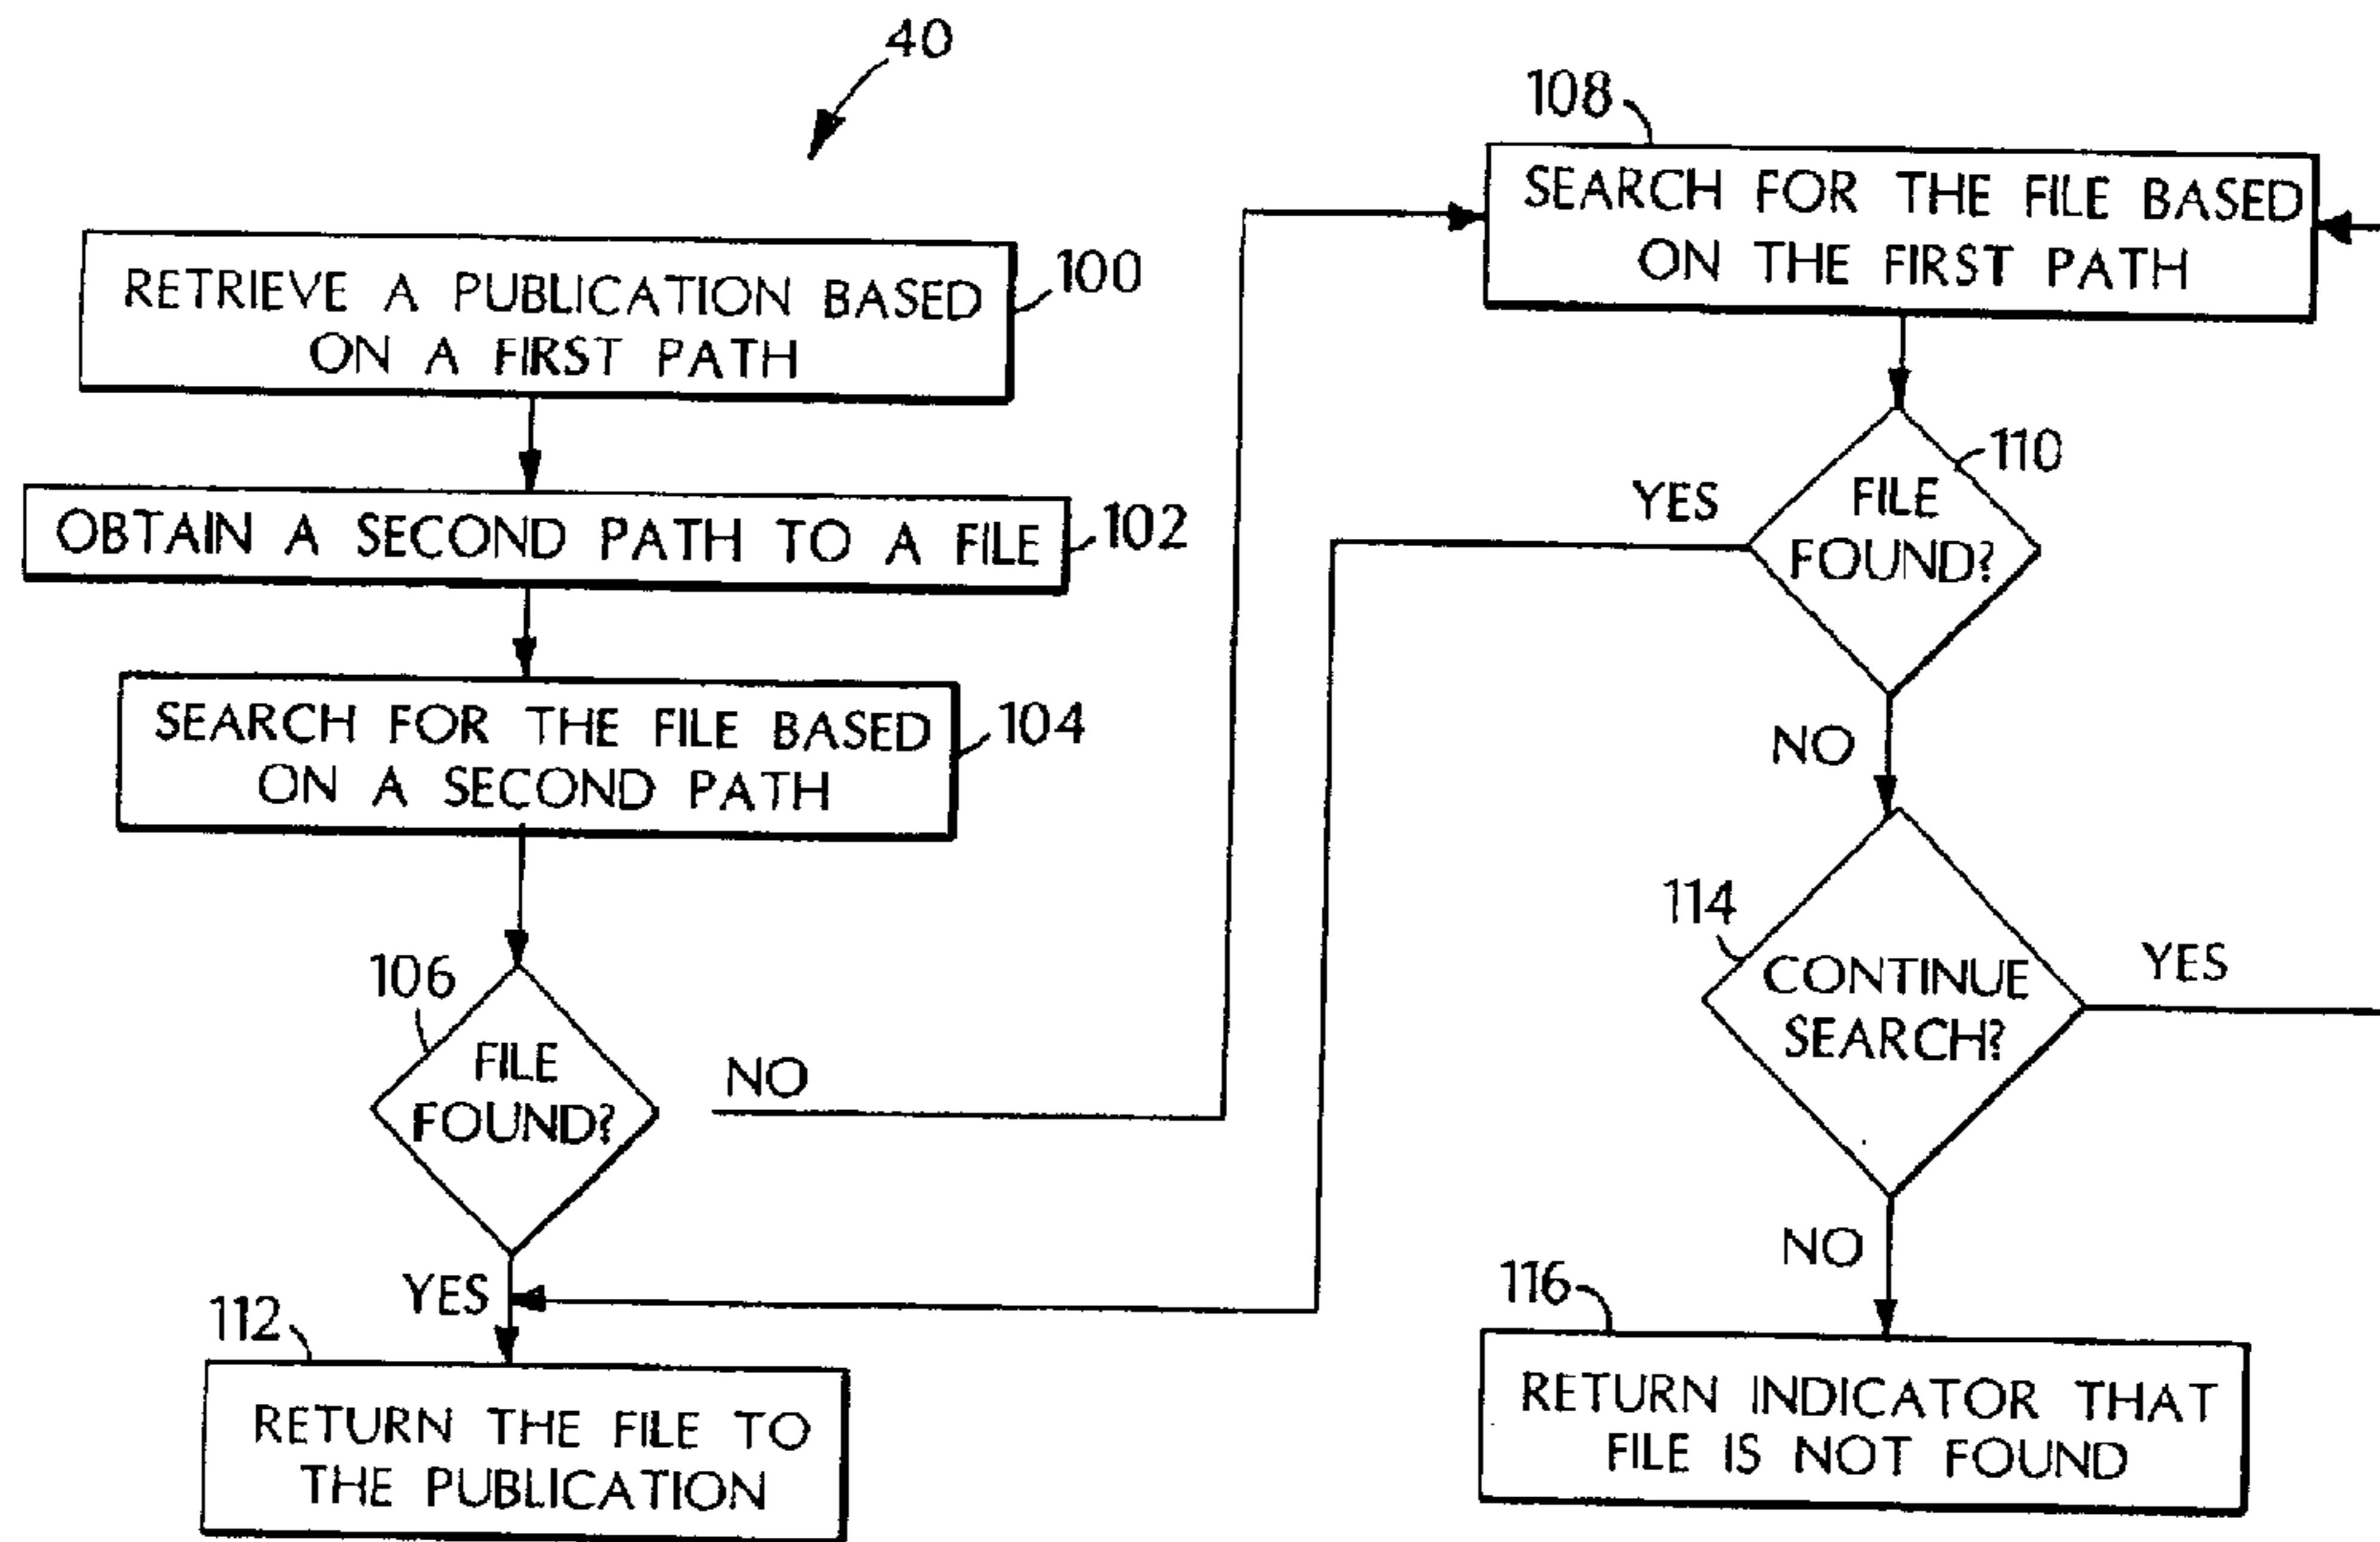 40
RETRIEVE A PUBLICATION BASED
ON A FIRST PATH
100
OBTAIN A SECOND PATH TO A FILE
102
SEARCH FOR THE FILE BASED
ON A SECOND PATH
104
106
FILE
FOUND?
NO
YES
112
RETURN THE FILE TO
THE PUBLICATION
108
SEARCH FOR THE FILE BASED
ON THE FIRST PATH
110
FILE
FOUND?
YES
NO
114
CONTINUE
SEARCH?
YES
NO
116
RETURN INDICATOR THAT
FILE IS NOT FOUND